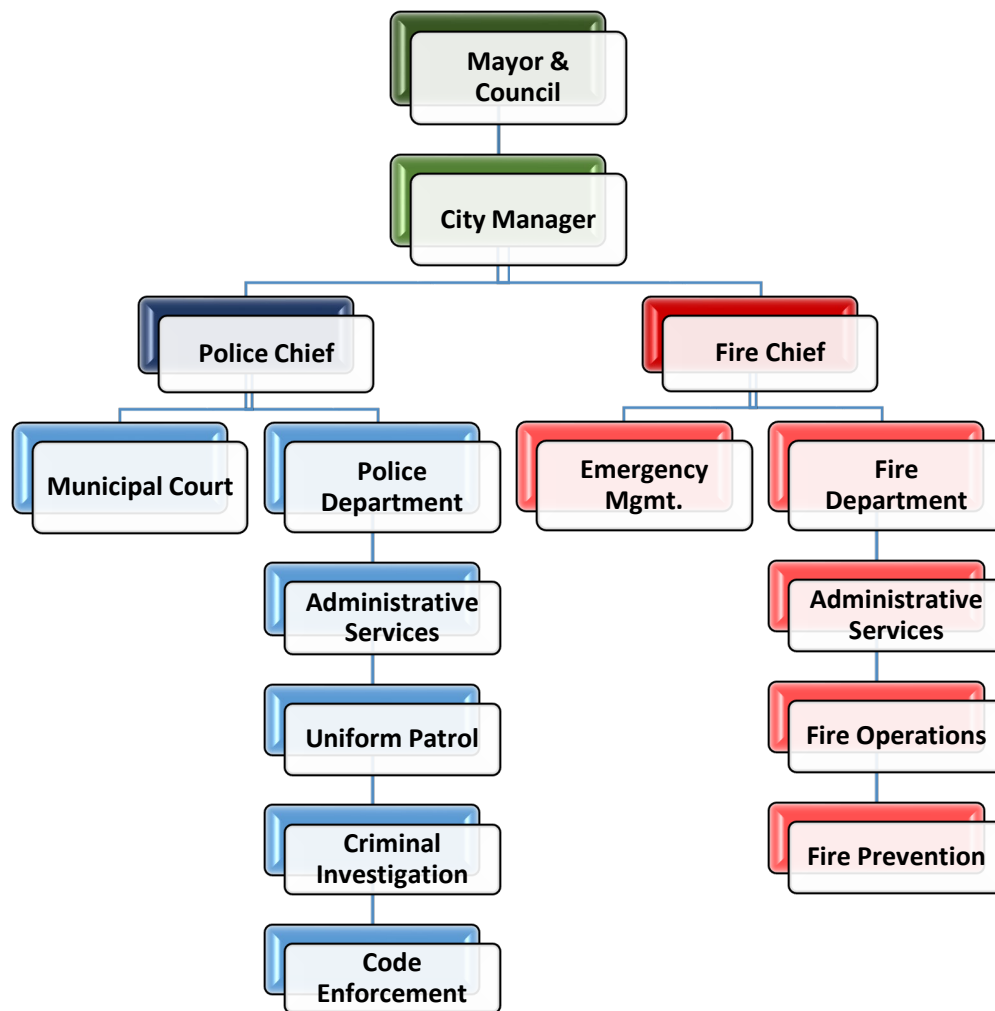 Mayor &
Council
City Manager
Police Chief
Fire Chief
Municipal Court
Police
Department
Emergency
Mgmt.
Fire
Department
Administrative
Services
Administrative
Services
Uniform Patrol
Fire Operations
Criminal
Investigation
Fire Prevention
Code
Enforcement